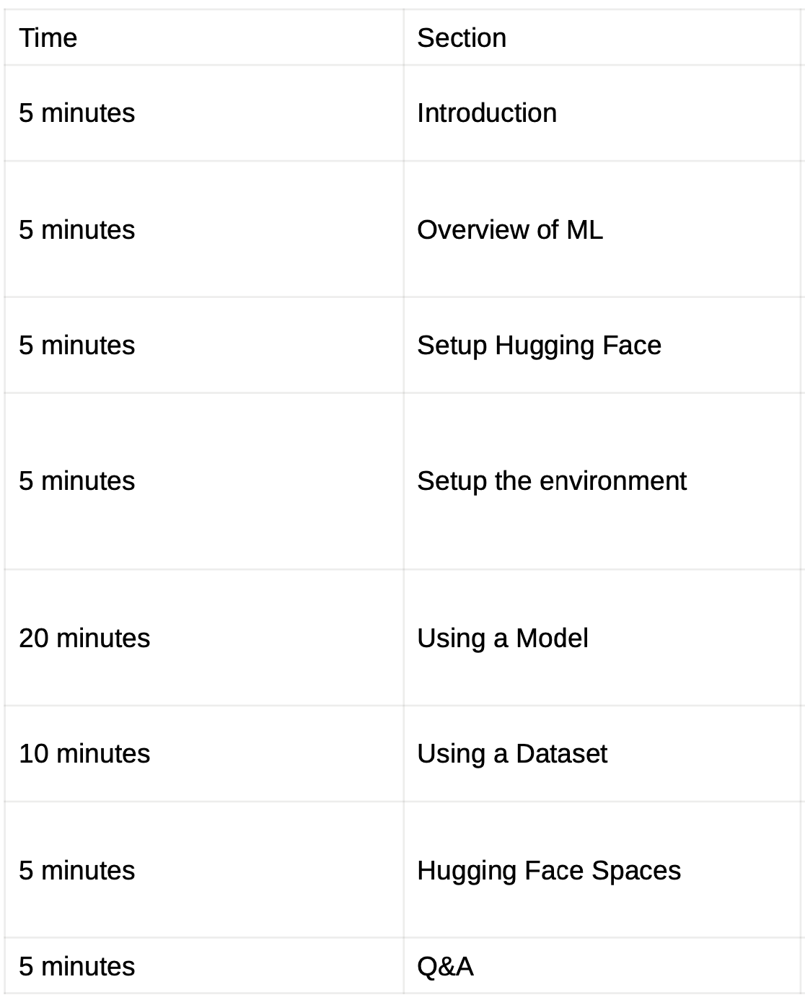 Time Section
5 minutes Introduction
5 minutes Overview of ML
5 minutes Setup Hugging Face
5 minutes Setup the environment
20 minutes Using a Model
10 minutes Using a Dataset
5 minutes Hugging Face Spaces
5 minutes Q&A